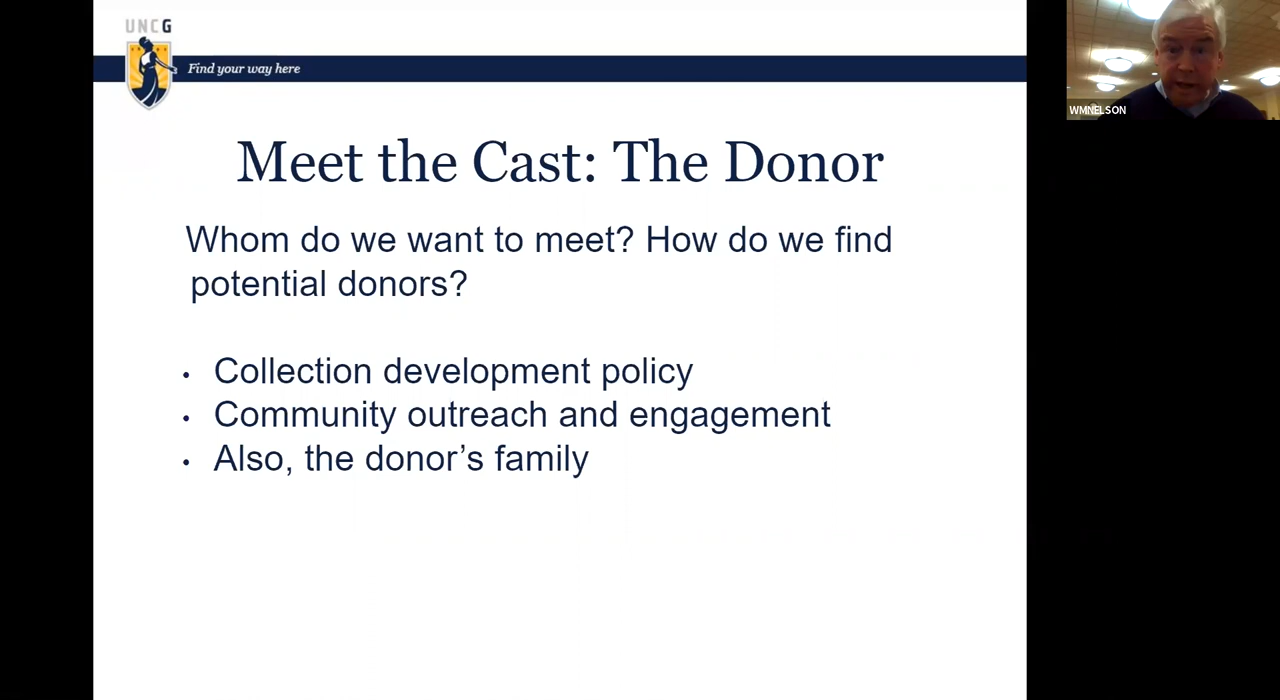 UNCG
Find your way here
WMNELSON
Meet the Cast: The Donor
Whom do we want to meet? How do we find
potential donors?
• Collection development policy
• Community outreach and engagement
• Also, the donor’s family